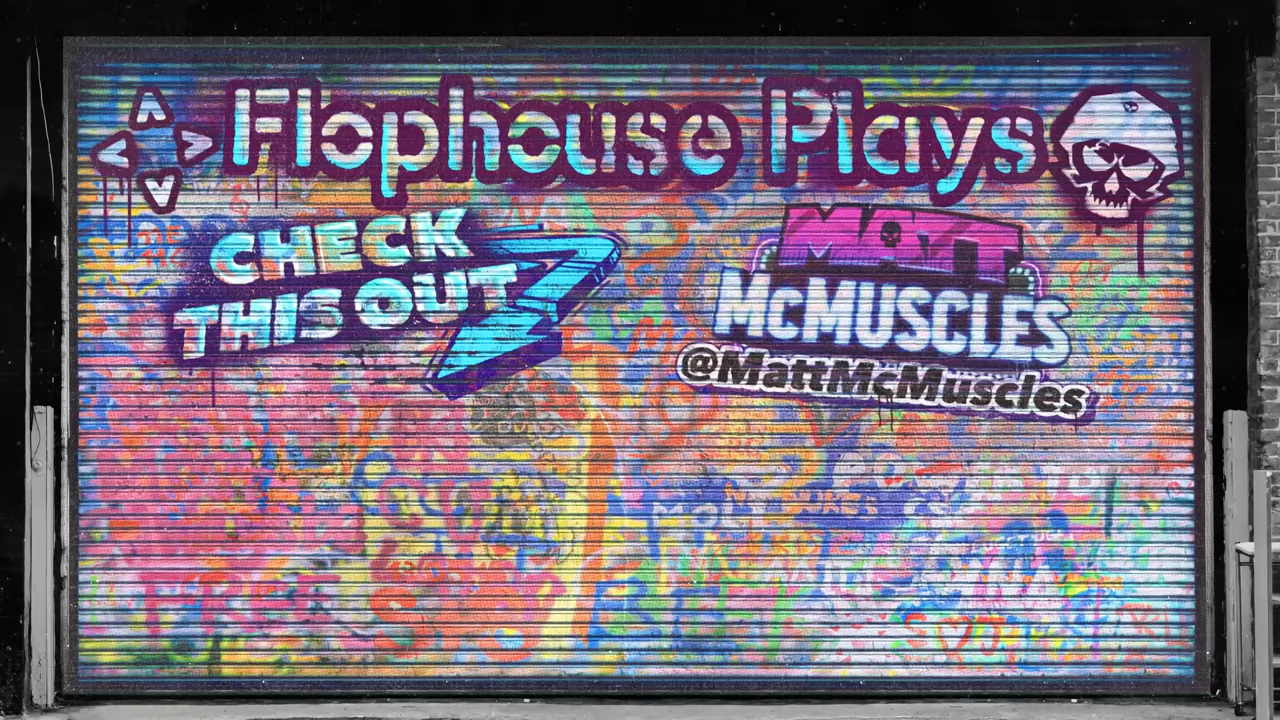 Flophouse Plays
CHECK
THIS OUT
MATT
McMUSCLES
@MattMcMuscles